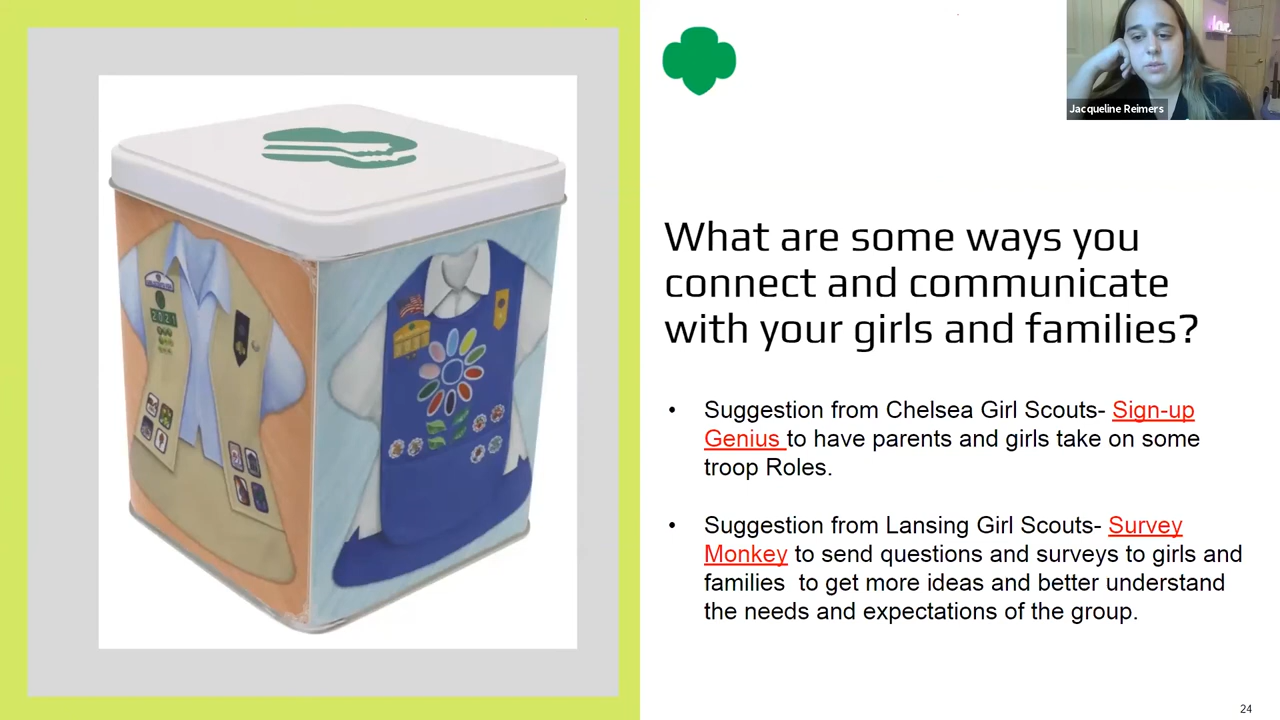 Jacqueline Reimers
2021
What are some ways you
connect and communicate
with your girls and families?
• Suggestion from Chelsea Girl Scouts- Sign-up
Genius to have parents and girls take on some
troop Roles.
• Suggestion from Lansing Girl Scouts- Survey
Monkey to send questions and surveys to girls and
families  to get more ideas and better understand
the needs and expectations of the group.
24